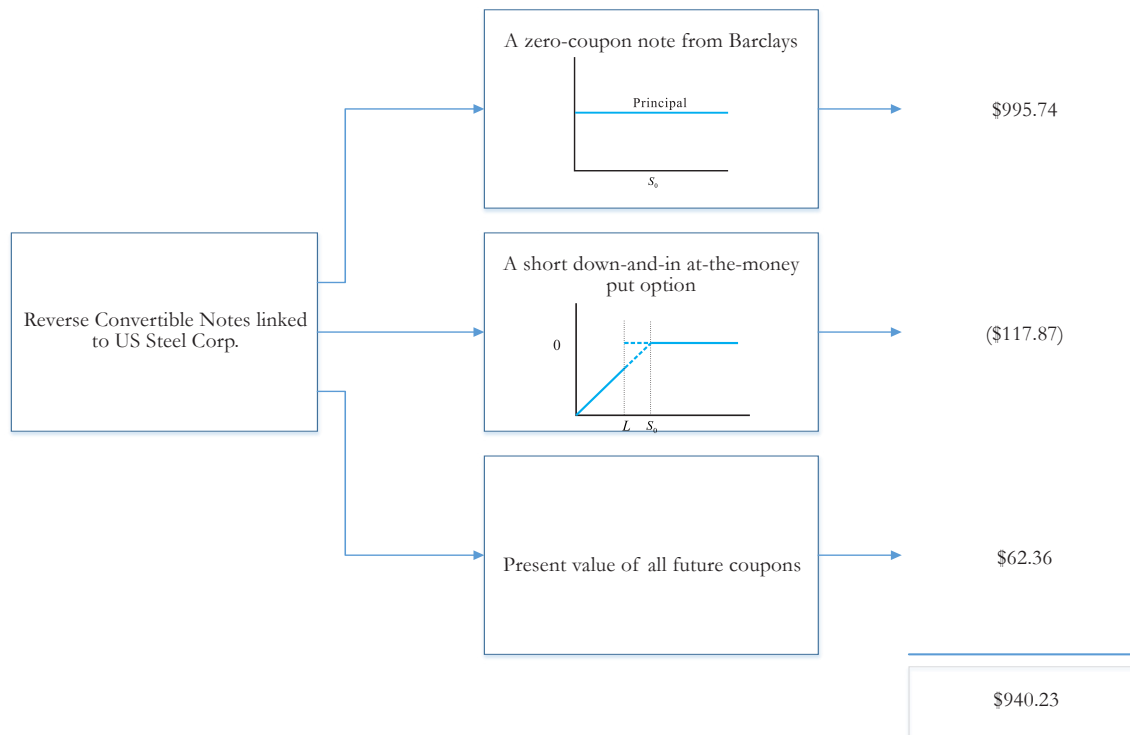 A zero-coupon note from Barclays
Principal
S₀
$995.74
Reverse Convertible Notes linked
to US Steel Corp.
A short down-and-in at-the-money
put option
0
L S₀
($117.87)
Present value of all future coupons
$62.36
$940.23